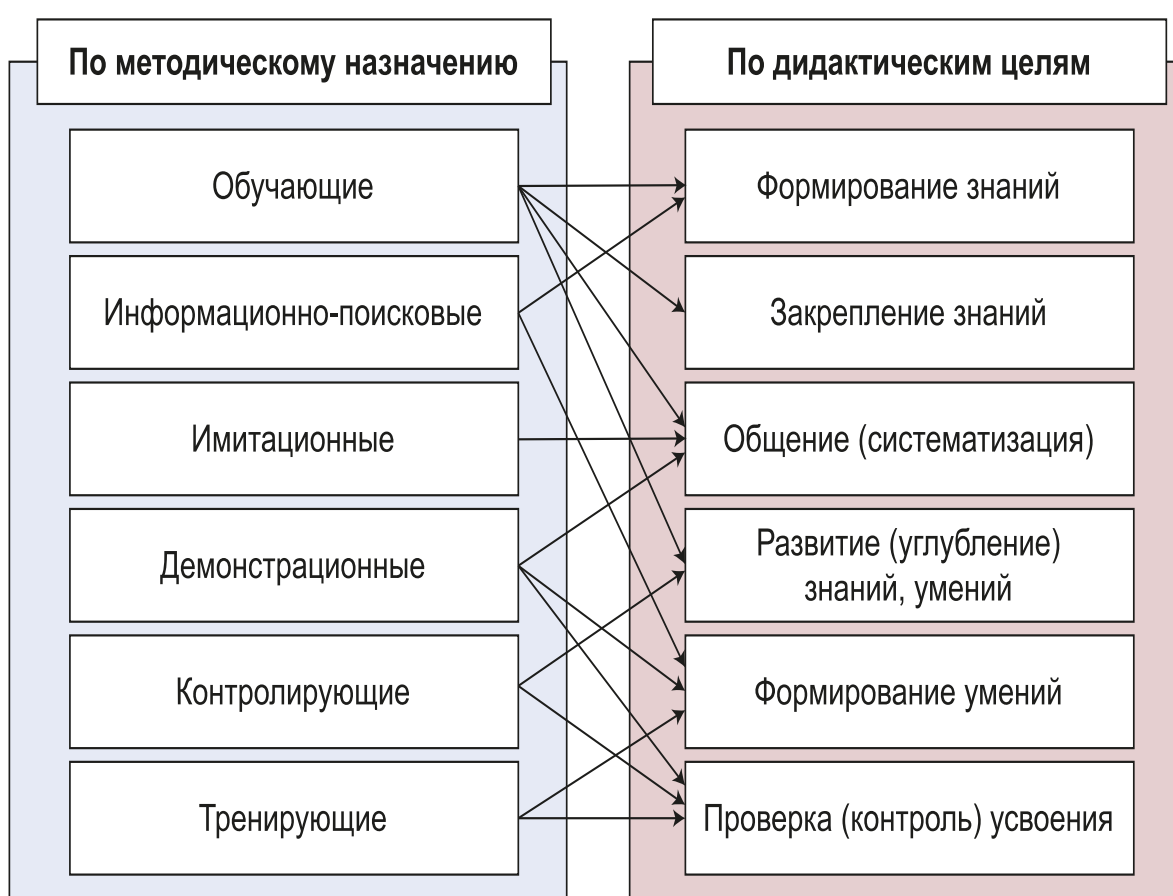 По методическому назначению
Обучающие
Информационно-поисковые
Имитационные
Демонстрационные
Контролирующие
Тренирующие
По дидактическим целям
Формирование знаний
Закрепление знаний
Общение (систематизация)
Развитие (углубление)
знаний, умений
Формирование умений
Проверка (контроль) усвоения